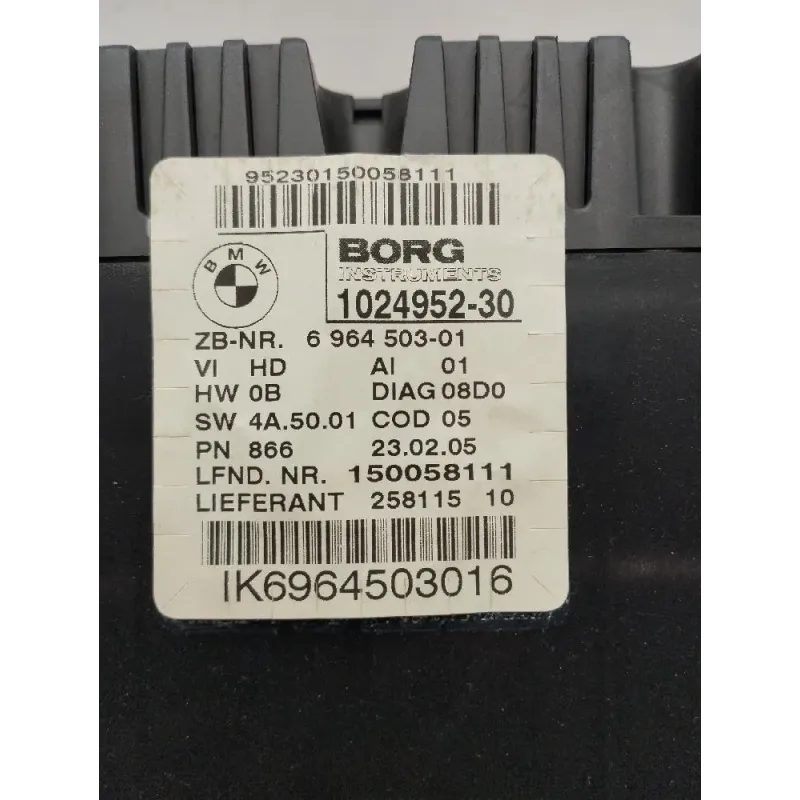 95230150058111
BMW
BORG
INSTRUMENTS
1024952-30
ZB-NR. 6 964 503-01
VI HD AI 01
HW 0B DIAG 08D0
SW 4A.50.01 COD 05
PN 866 23.02.05
LFND. NR. 150058111
LIEFERANT 258115 10
IK6964503016